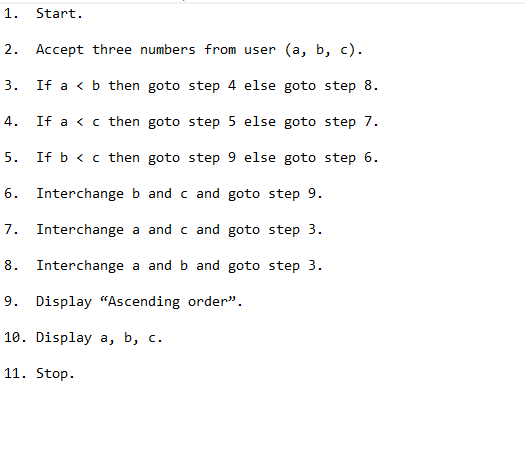 1. Start.
2. Accept three numbers from user (a, b, c).
3. If a < b then goto step 4 else goto step 8.
4. If a < c then goto step 5 else goto step 7.
5. If b < c then goto step 9 else goto step 6.
6. Interchange b and c and goto step 9.
7. Interchange a and c and goto step 3.
8. Interchange a and b and goto step 3.
9. Display “Ascending order”.
10. Display a, b, c.
11. Stop.